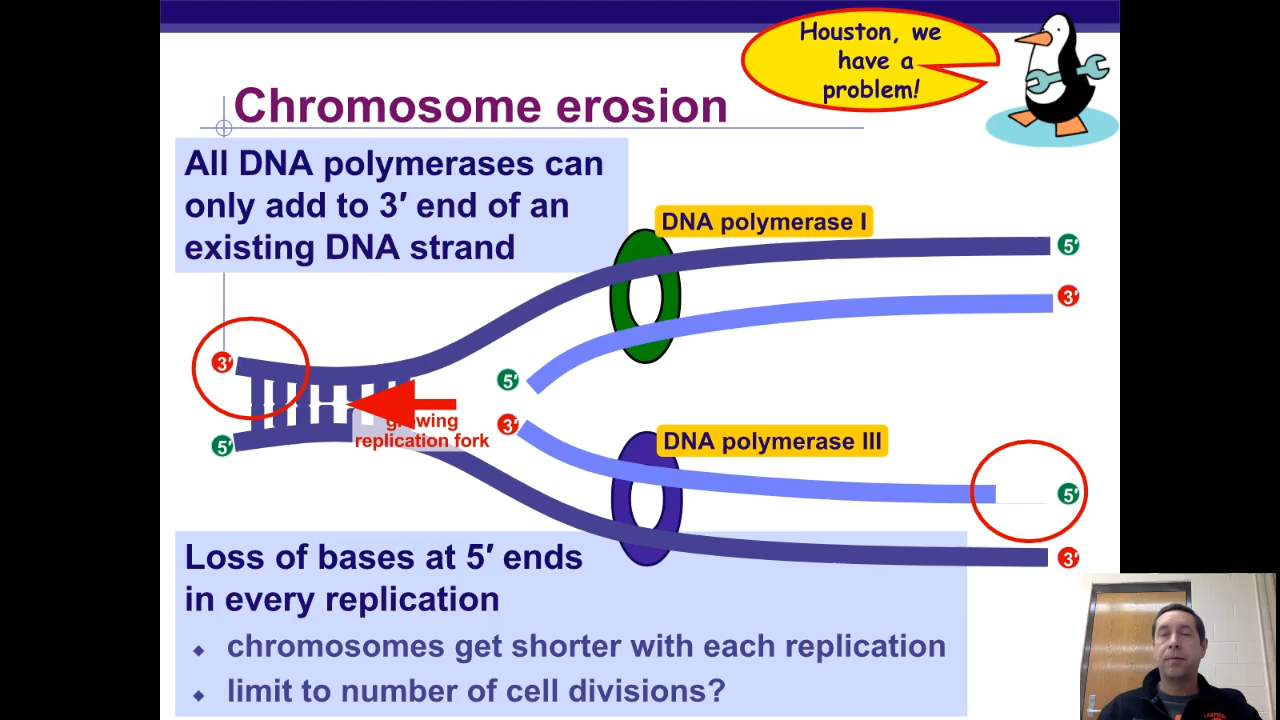 Houston, we
have a
problem!
Chromosome erosion
All DNA polymerases can
only add to 3′ end of an
existing DNA strand
DNA polymerase I
5′
3′
3′
5′
growing
replication fork
3′
5′
DNA polymerase III
5′
3′
Loss of bases at 5′ ends
in every replication
◆ chromosomes get shorter with each replication
◆ limit to number of cell divisions?